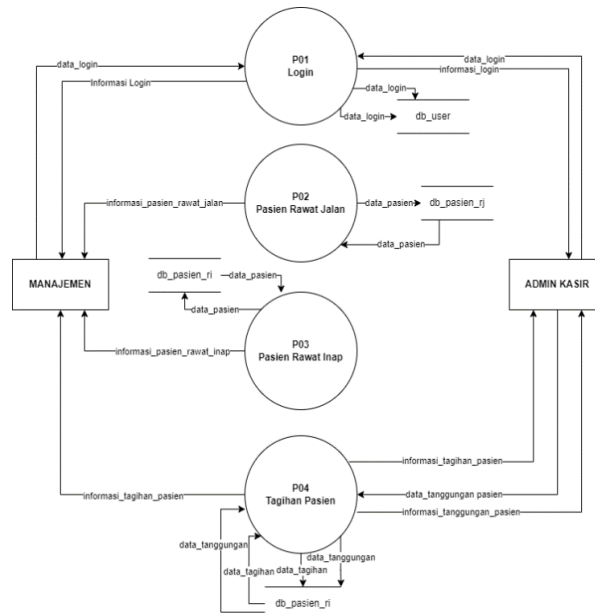 P01
Login
data_login
Informasi Login
data_login
informasi_login
data_login
data_login
db_user
P02
Pasien Rawat Jalan
informasi_pasien_rawat_jalan
data_pasien
db_pasien_rj
data_pasien
MANAJEMEN
ADMIN KASIR
db_pasien_ri
data_pasien
data_pasien
P03
Pasien Rawat Inap
informasi_pasien_rawat_inap
P04
Tagihan Pasien
informasi_tagihan_pasien
informasi_tagihan_pasien
data_tanggungan pasien
informasi_tanggungan_pasien
data_tanggungan
data_tanggungan
data_tagihan
data_tagihan
db_pasien_ri